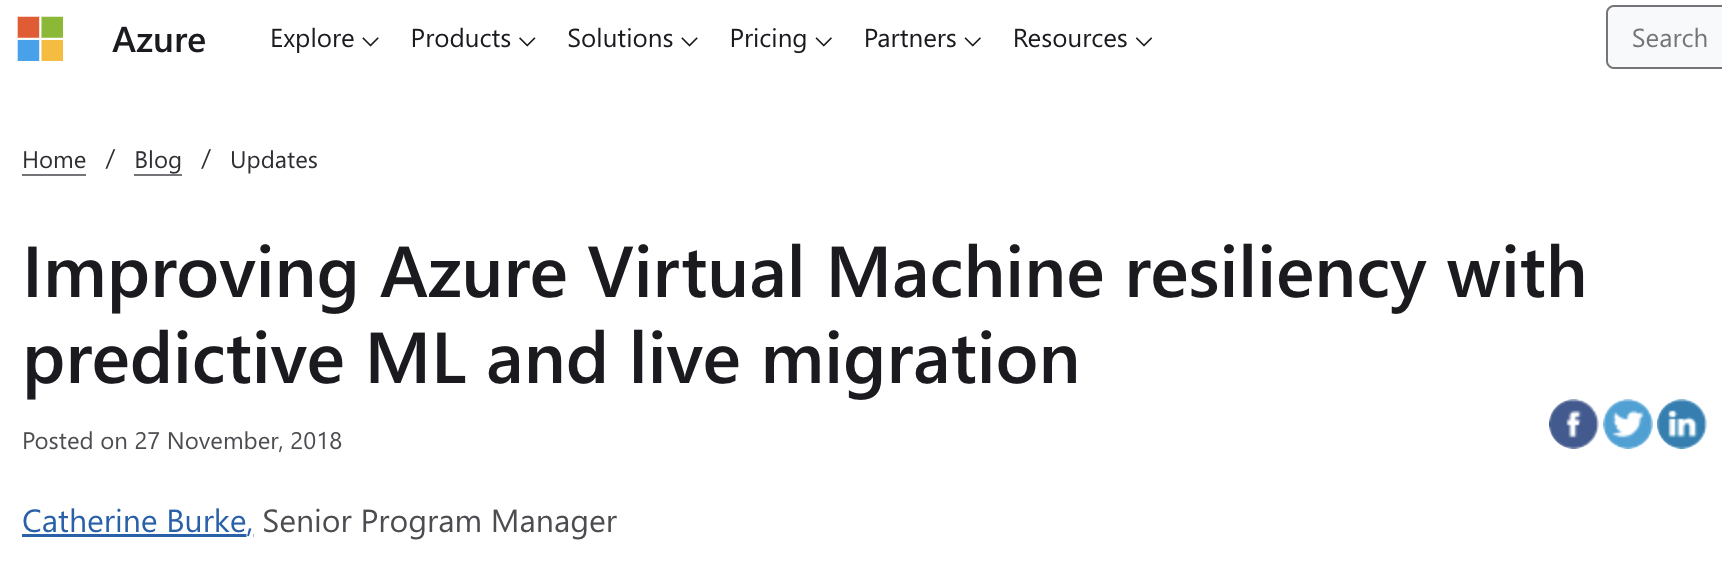 Azure Explore Products Solutions Pricing Partners Resources Search
Home / Blog / Updates
Improving Azure Virtual Machine resiliency with
predictive ML and live migration
Posted on 27 November, 2018
f in
Catherine Burke, Senior Program Manager